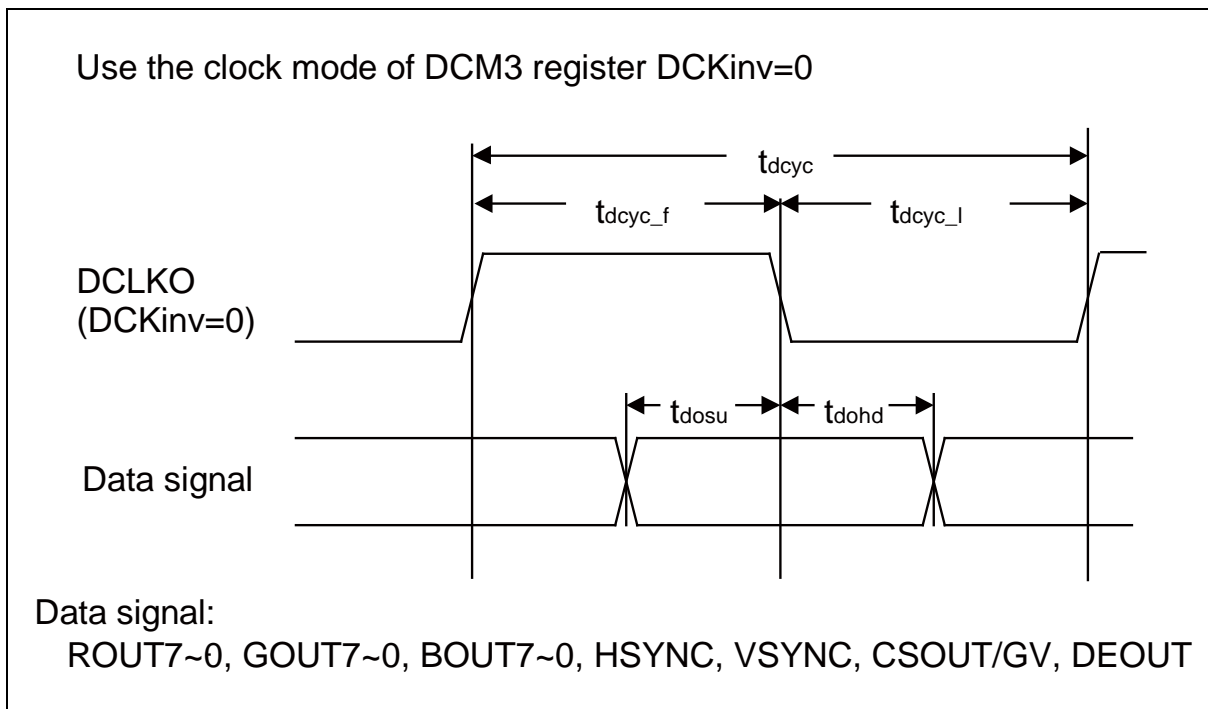 Use the clock mode of DCM3 register DCKinv=0
tdcyc
tdcyc_f
tdcyc_l
DCLKO
(DCKinv=0)
tdosu
tdohd
Data signal
Data signal:
ROUT7~0, GOUT7~0, BOUT7~0, HSYNC, VSYNC, CSOUT/GV, DEOUT